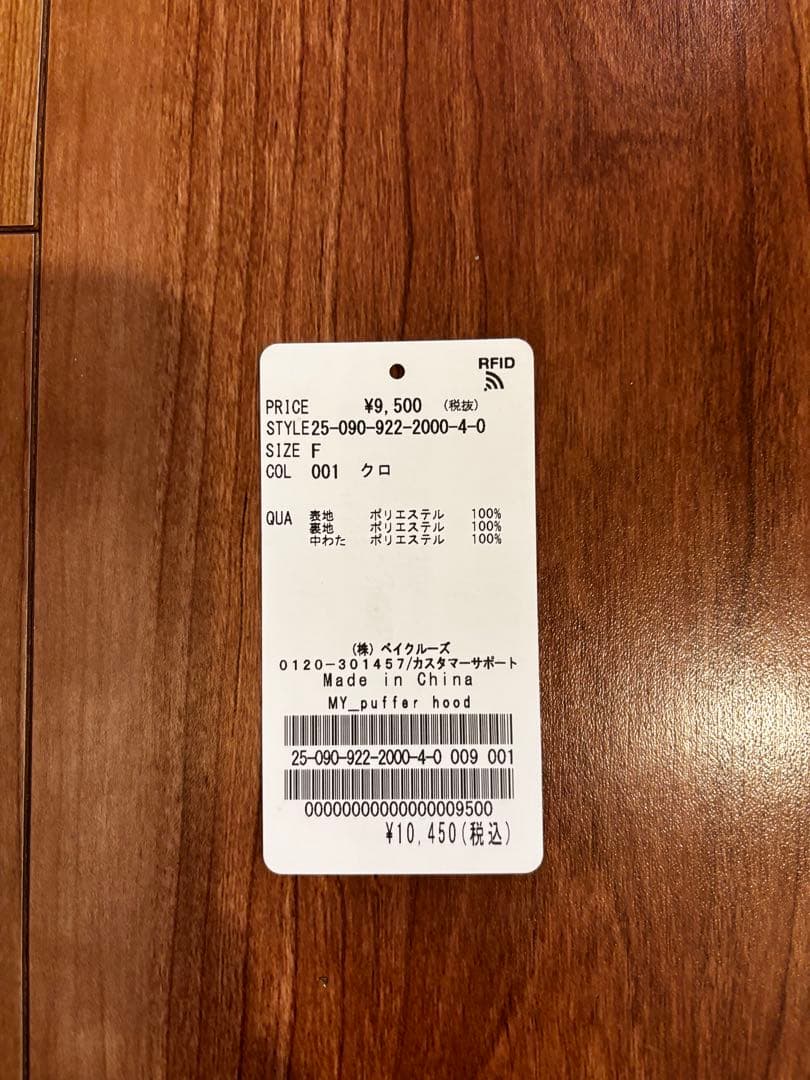 RFID
PRICE ¥9,500 (税抜)
STYLE25-090-922-2000-4-0
SIZE F
COL 001 クロ
QUA 表地 ポリエステル 100%
裏地 ポリエステル 100%
中わた ポリエステル 100%
(株) ベイクルーズ
0120-301457/カスタマーサポート
Made in China
MY_puffer hood
25-090-922-2000-4-0 009 001
00000000000000009500
¥10,450(税込)